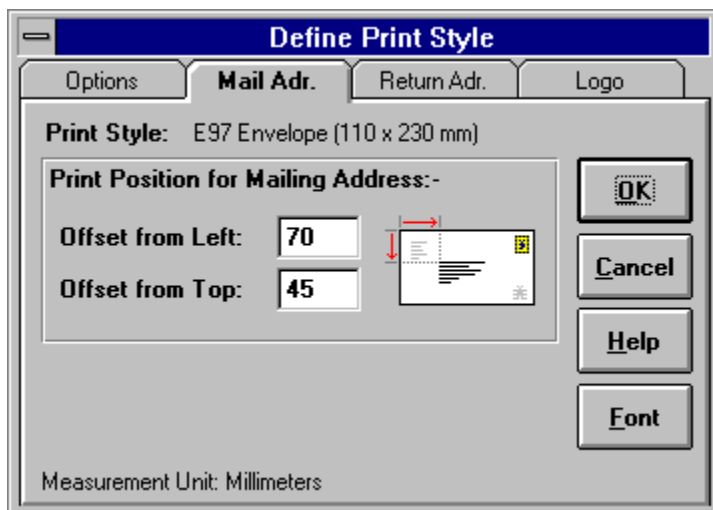 Define Print Style
Options Mail Adr. Return Adr. Logo
Print Style: E97 Envelope (110 x 230 mm)
Print Position for Mailing Address:-
OK
Offset from Left: 70
Offset from Top: 45
Cancel
Help
Font
Measurement Unit: Millimeters